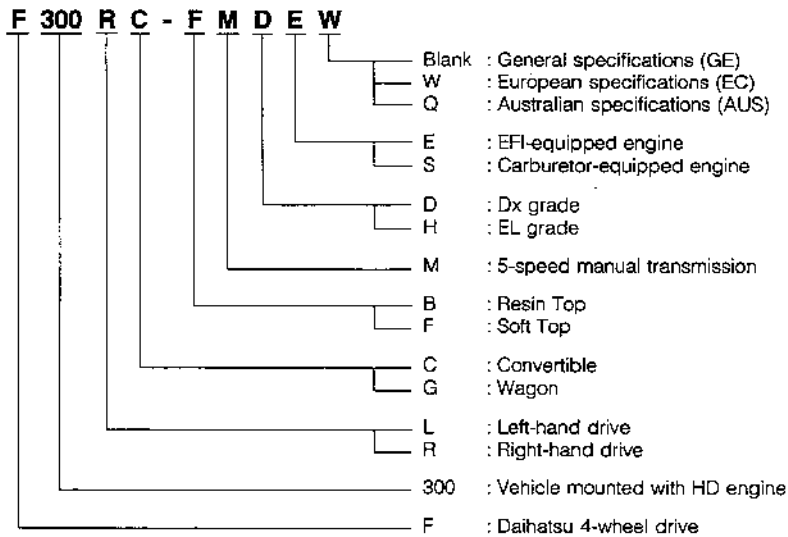 F 300 R C - F M D E W
Blank : General specifications (GE)
W : European specifications (EC)
Q : Australian specifications (AUS)
E : EFI-equipped engine
S : Carburetor-equipped engine
D : Dx grade
H : EL grade
M : 5-speed manual transmission
B : Resin Top
F : Soft Top
C : Convertible
G : Wagon
L : Left-hand drive
R : Right-hand drive
300 : Vehicle mounted with HD engine
F : Daihatsu 4-wheel drive